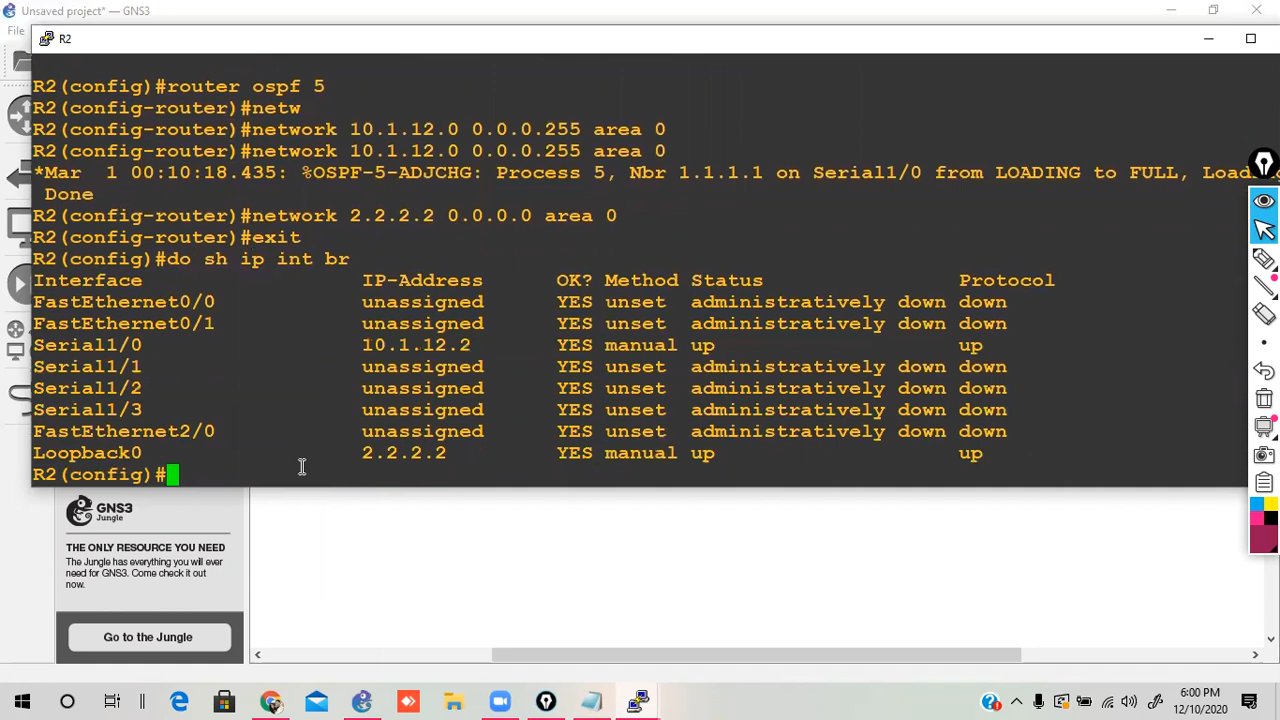 Unsaved project* — GNS3
File
R2
R2(config)#router ospf 5
R2(config-router)#netw
R2(config-router)#network 10.1.12.0 0.0.0.255 area 0
R2(config-router)#network 10.1.12.0 0.0.0.255 area 0
*Mar  1 00:10:18.435: %OSPF-5-ADJCHG: Process 5, Nbr 1.1.1.1 on Serial1/0 from LOADING to FULL,
Done
R2(config-router)#network 2.2.2.2 0.0.0.0 area 0
R2(config-router)#exit
R2(config)#do sh ip int br
Interface IP-Address OK? Method Status Protocol
FastEthernet0/0 unassigned YES unset administratively down down
FastEthernet0/1 unassigned YES unset administratively down down
Serial1/0 10.1.12.2 YES manual up up
Serial1/1 unassigned YES unset administratively down down
Serial1/2 unassigned YES unset administratively down down
Serial1/3 unassigned YES unset administratively down down
FastEthernet2/0 unassigned YES unset administratively down down
Loopback0 2.2.2.2 YES manual up up
R2(config)#
GNS3
Jungle
THE ONLY RESOURCE YOU NEED
The Jungle has everything you will ever
need for GNS3. Come check it out
now.
Go to the Jungle
6:00 PM
12/10/2020